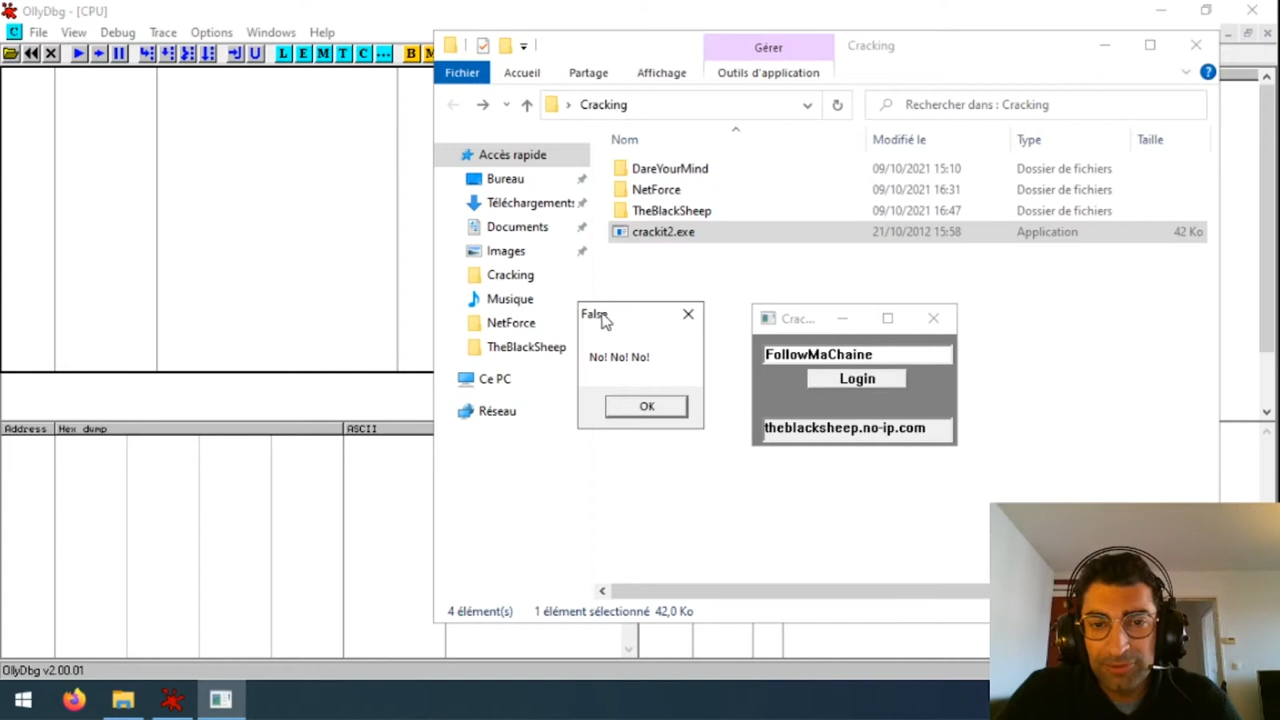 OllyDbg - [CPU]
C File View Debug Trace Options Windows Help
L E M T C ... B M
Gérer
Cracking
Fichier Accueil Partage Affichage Outils d'application
Cracking
Rechercher dans : Cracking
Nom Modifié le Type Taille
Accès rapide
Bureau
Téléchargements
Documents
Images
Cracking
Musique
NetForce
TheBlackSheep
Ce PC
Réseau
DareYourMind 09/10/2021 15:10 Dossier de fichiers
NetForce 09/10/2021 16:31 Dossier de fichiers
TheBlackSheep 09/10/2021 16:47 Dossier de fichiers
crackit2.exe 21/10/2012 15:58 Application 42 Ko
False
No! No! No!
OK
Crac...
FollowMaChaine
Login
theblacksheep.no-ip.com
Address Hex dump ASCII
4 élément(s) 1 élément sélectionné 42,0 Ko
OllyDbg v2.00.01